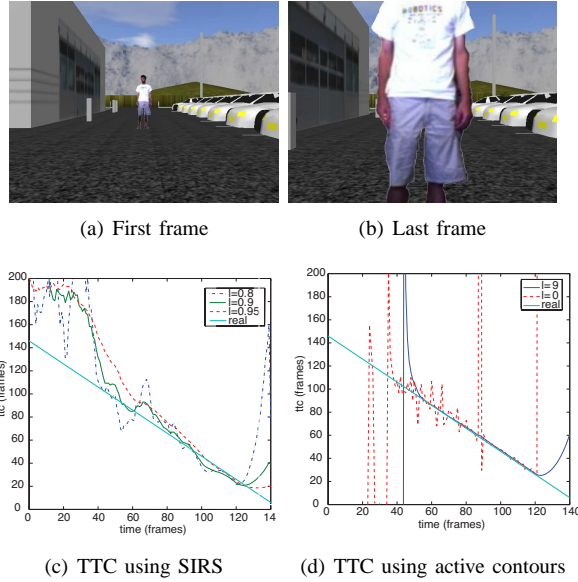 ROBOTICS
(a) First frame
(b) Last frame
200
180
160
140
120
100
80
60
40
20
0
ttc (frames)
0 20 40 60 80 100 120 140
time (frames)
l=0.8
l=0.9
l=0.95
real
200
180
160
140
120
100
80
60
40
20
0
ttc (frames)
0 20 40 60 80 100 120 140
time (frames)
l=9
l=0
real
(c) TTC using SIRS
(d) TTC using active contours